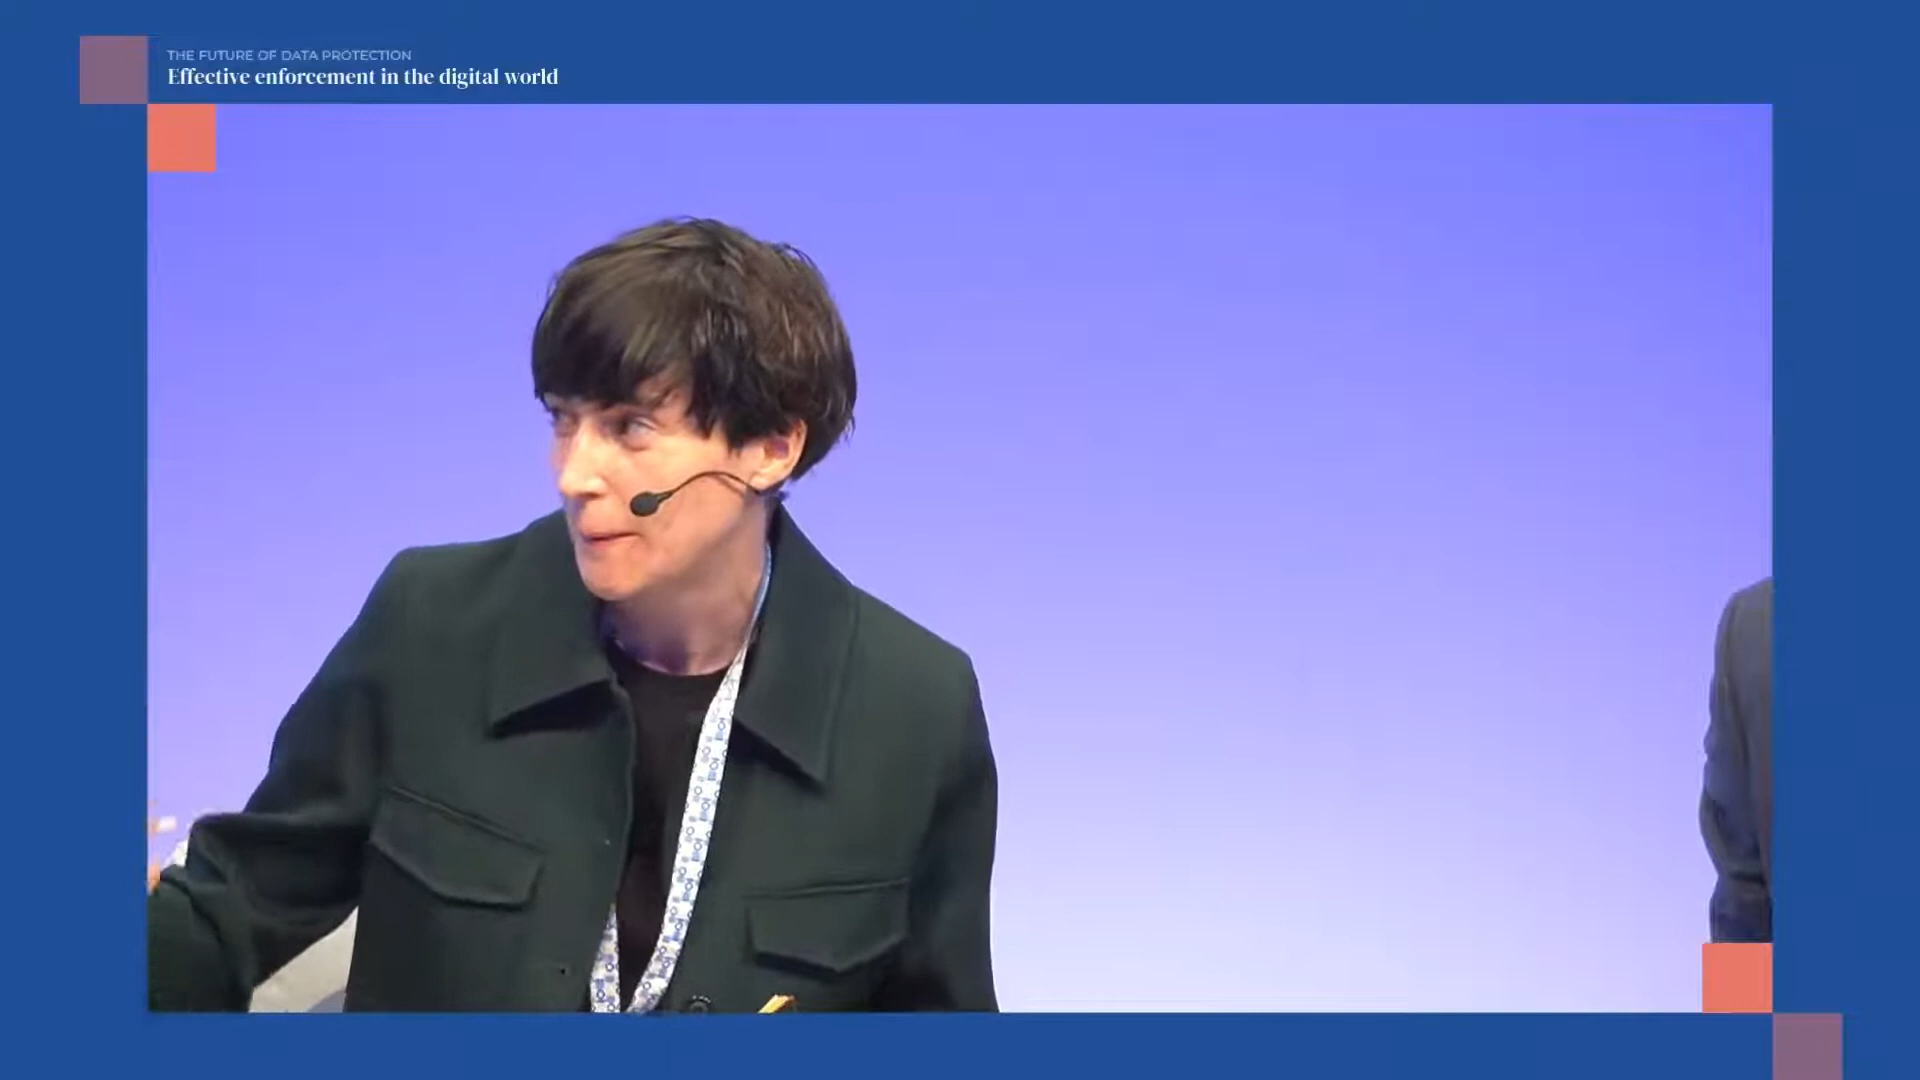 THE FUTURE OF DATA PROTECTION
Effective enforcement in the digital world